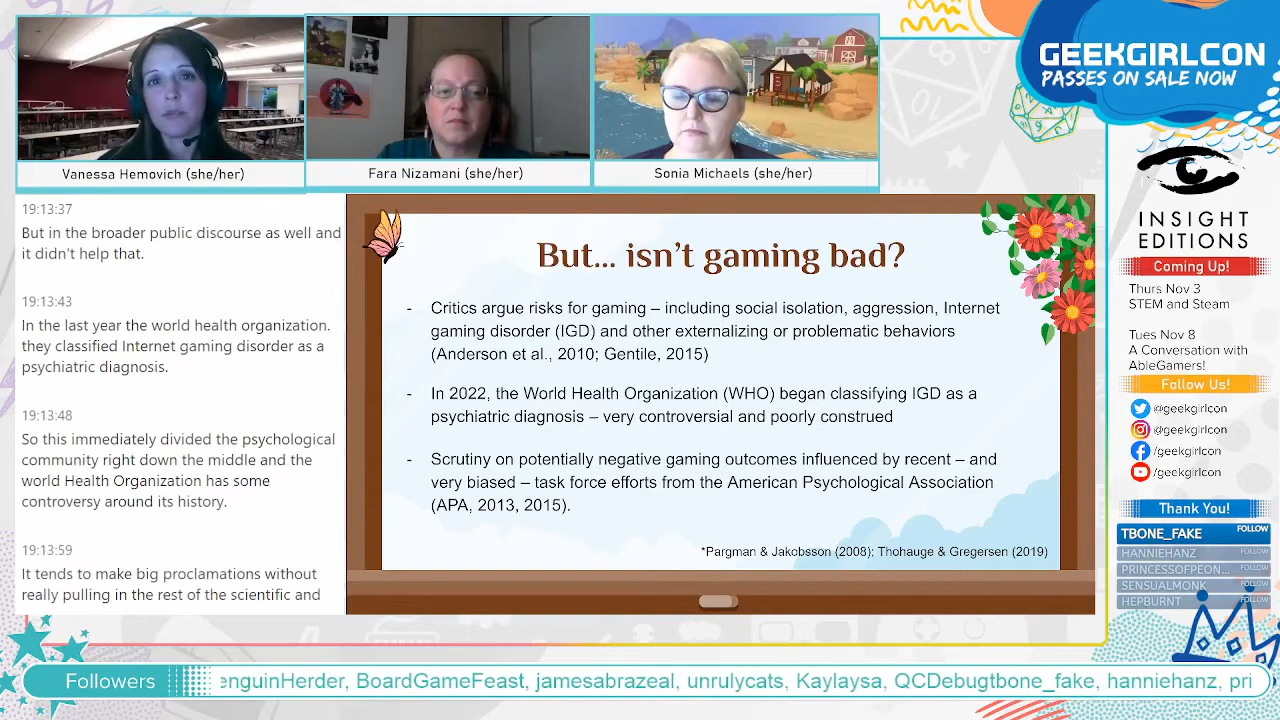 GEEKGIRLCON
PASSES ON SALE NOW
Vanessa Hemovich (she/her)
Fara Nizamani (she/her)
Sonia Michaels (she/her)
19:13:37
But in the broader public discourse as well and
it didn't help that.
19:13:43
In the last year the world health organization.
they classified Internet gaming disorder as a
psychiatric diagnosis.
19:13:48
So this immediately divided the psychological
community right down the middle and the
world Health Organization has some
controversy around its history.
19:13:59
It tends to make big proclamations without
really pulling in the rest of the scientific and
But... isn't gaming bad?
- Critics argue risks for gaming – including social isolation, aggression, Internet
gaming disorder (IGD) and other externalizing or problematic behaviors
(Anderson et al., 2010; Gentile, 2015)
- In 2022, the World Health Organization (WHO) began classifying IGD as a
psychiatric diagnosis – very controversial and poorly construed
- Scrutiny on potentially negative gaming outcomes influenced by recent – and
very biased – task force efforts from the American Psychological Association
(APA, 2013, 2015).
*Pargman & Jakobsson (2008); Thohauge & Gregersen (2019)
INSIGHT
EDITIONS
Coming Up!
Thurs Nov 3
STEM and Steam
Tues Nov 8
A Conversation with
AbleGamers!
Follow Us!
@geekgirlcon
@geekgirlcon
/geekgirlcon
/geekgirlcon
Thank You!
TBONE_FAKE FOLLOW
HANNIEHANZ FOLLOW
PRINCESSOFPEON... FOLLOW
SENSUALMONK FOLLOW
HEPBURNT FOLLOW
Followers
enguinHerder, BoardGameFeast, jamesabrazeal, unrulycats, Kaylaysa, QCDebugtbone_fake, hanniehanz, pri